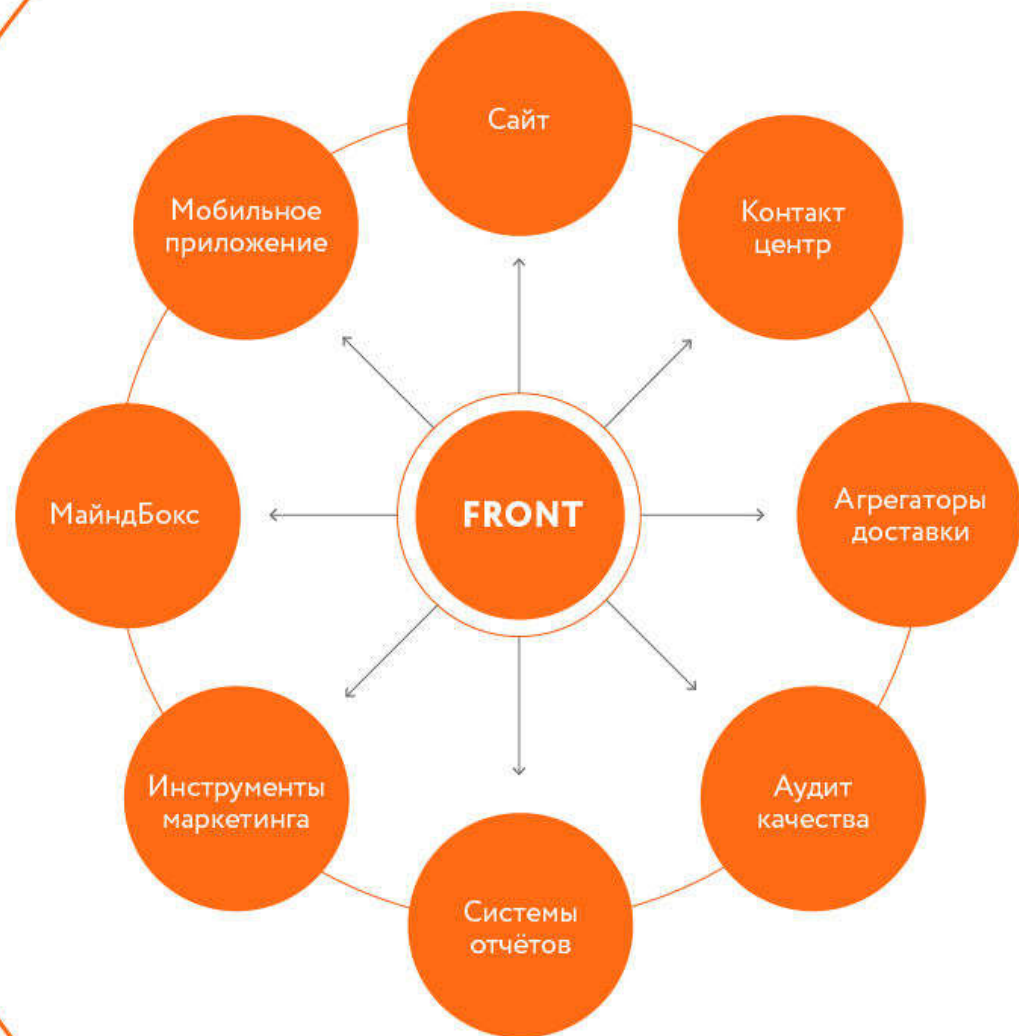 Сайт
Мобильное
приложение
Контакт
центр
МайндБокс
FRONT
Агрегаторы
доставки
Инструменты
маркетинга
Аудит
качества
Системы
отчётов